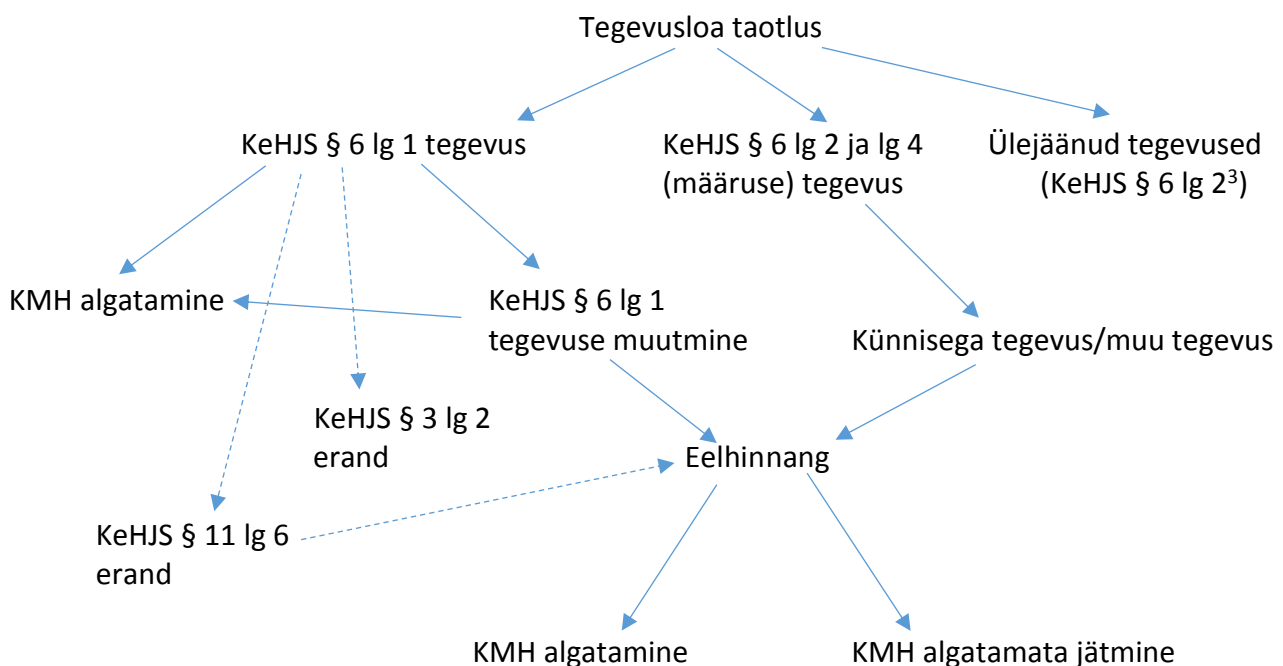 Tegevusloa taotlus
KeHJS § 6 lg 1 tegevus
KeHJS § 6 lg 2 ja lg 4
(määruse) tegevus
Ülejäänud tegevused
(KeHJS § 6 lg 2³)
KMH algatamine
KeHJS § 6 lg 1
tegevuse muutmine
Künnisega tegevus/muu tegevus
KeHJS § 3 lg 2
erand
Eelhinnang
KeHJS § 11 lg 6
erand
KMH algatamine
KMH algatamata jätmine